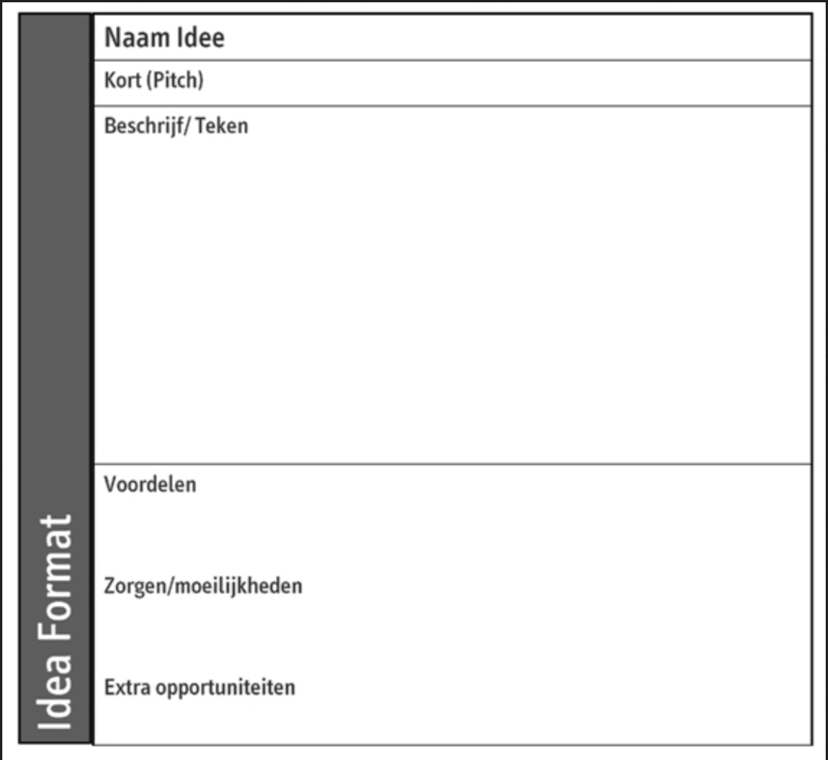 Naam Idee
Kort (Pitch)
Beschrijf/ Teken
Voordelen
Zorgen/moeilijkheden
Extra opportuniteiten
Idea Format